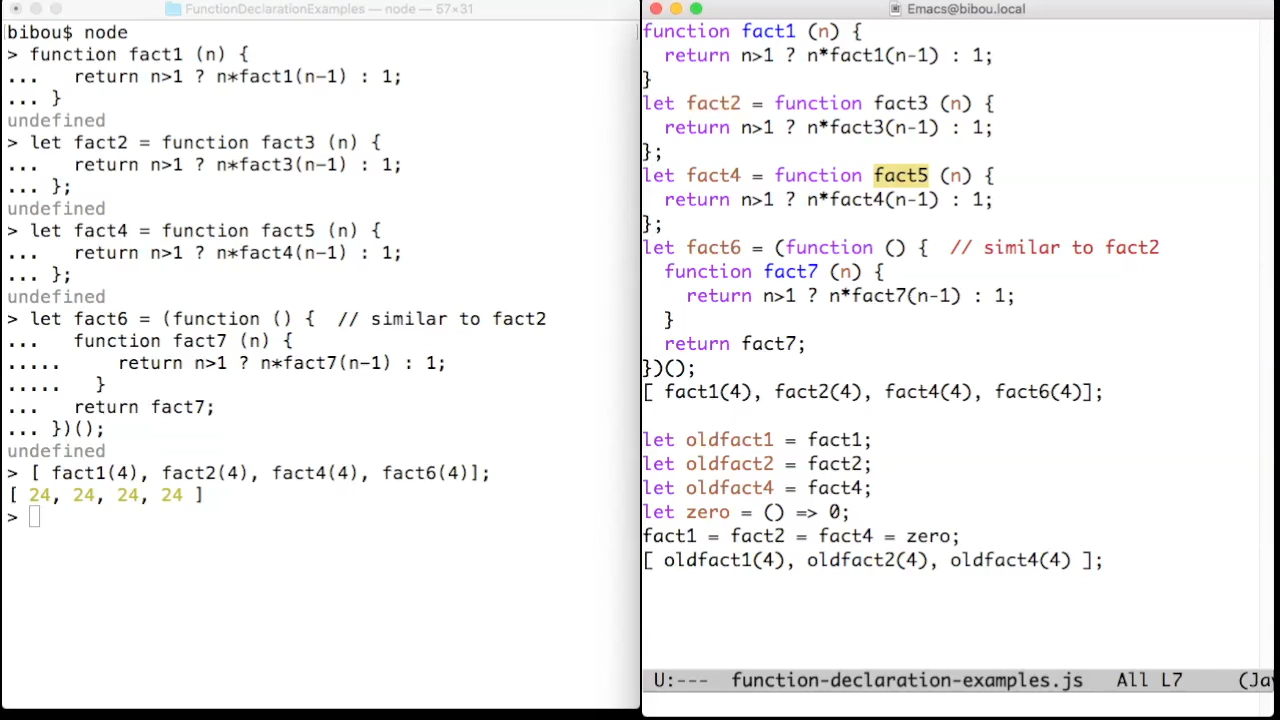 FunctionDeclarationExamples — node — 57×31
bibou$ node
> function fact1 (n) {
...   return n>1 ? n*fact1(n-1) : 1;
... }
undefined
> let fact2 = function fact3 (n) {
...   return n>1 ? n*fact3(n-1) : 1;
... };
undefined
> let fact4 = function fact5 (n) {
...   return n>1 ? n*fact4(n-1) : 1;
... };
undefined
> let fact6 = (function () {  // similar to fact2
...   function fact7 (n) {
.....     return n>1 ? n*fact7(n-1) : 1;
.....   }
...   return fact7;
... })();
undefined
> [ fact1(4), fact2(4), fact4(4), fact6(4)];
[ 24, 24, 24, 24 ]
>
Emacs@bibou.local
function fact1 (n) {
  return n>1 ? n*fact1(n-1) : 1;
}
let fact2 = function fact3 (n) {
  return n>1 ? n*fact3(n-1) : 1;
};
let fact4 = function fact5 (n) {
  return n>1 ? n*fact4(n-1) : 1;
};
let fact6 = (function () {  // similar to fact2
  function fact7 (n) {
    return n>1 ? n*fact7(n-1) : 1;
  }
  return fact7;
})();
[ fact1(4), fact2(4), fact4(4), fact6(4)];
let oldfact1 = fact1;
let oldfact2 = fact2;
let oldfact4 = fact4;
let zero = () => 0;
fact1 = fact2 = fact4 = zero;
[ oldfact1(4), oldfact2(4), oldfact4(4) ];
U:---  function-declaration-examples.js   All L7     (Ja